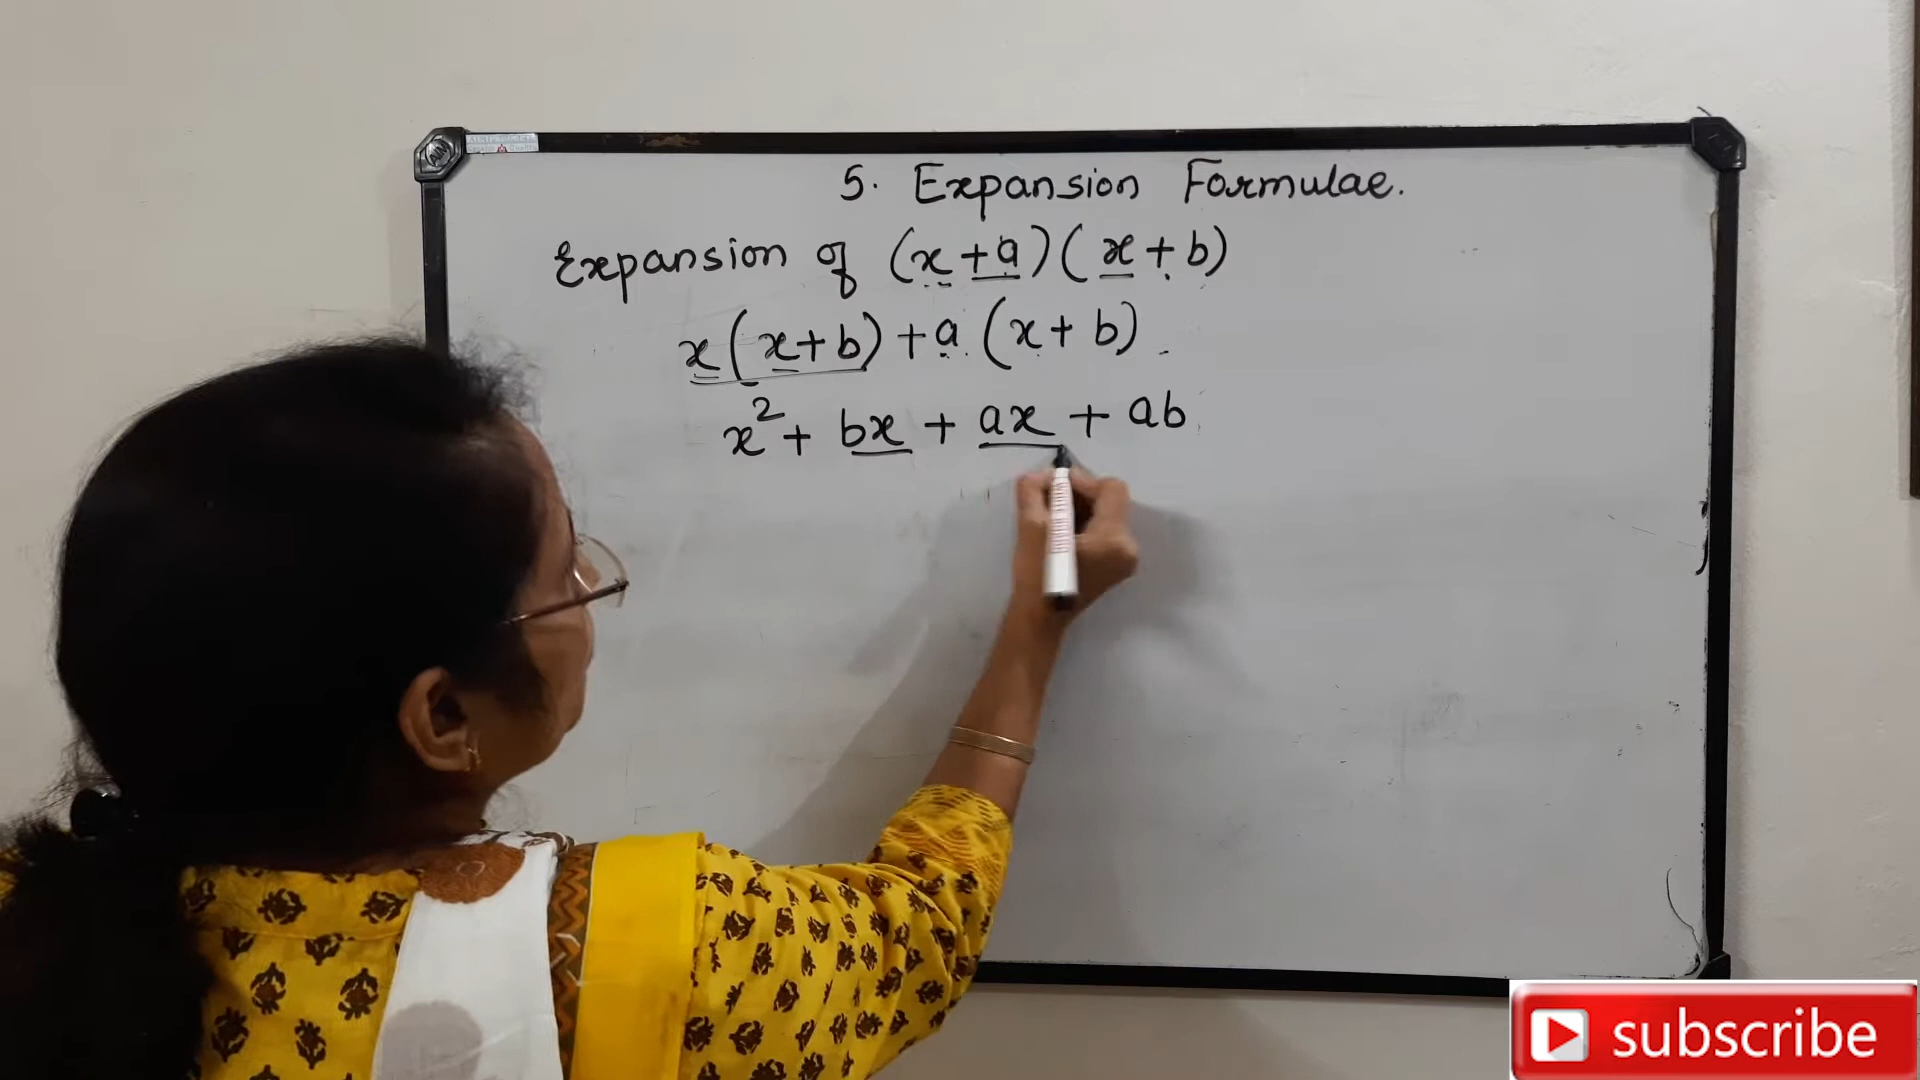 5. Expansion Formulae.
Expansion of (x + a) ( x + b)
x ( x + b) + a (x + b)
x² + bx + ax + ab
subscribe